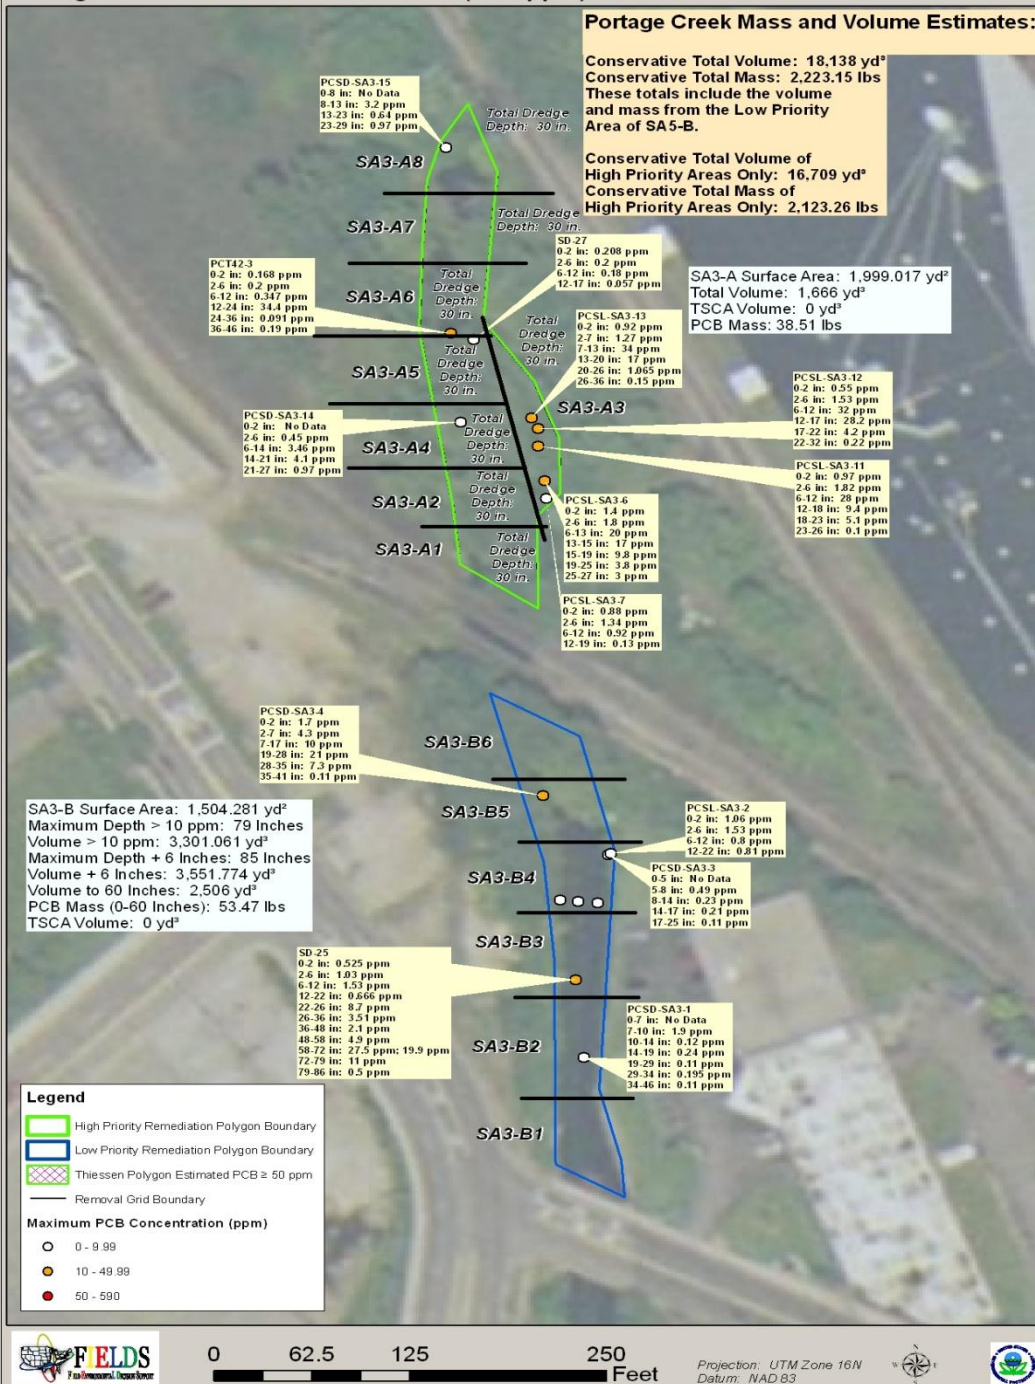 Portage Creek Mass and Volume Estimates:
Conservative Total Volume: 18,138 yd³
Conservative Total Mass: 2,223.15 lbs
These totals include the volume
and mass from the Low Priority
Area of SA5-B.
Conservative Total Volume of
High Priority Areas Only: 16,709 yd³
Conservative Total Mass of
High Priority Areas Only: 2,123.26 lbs
PCSD-SA3-15
0-8 in: No Data
8-13 in: 3.2 ppm
13-23 in: 0.64 ppm
23-29 in: 0.97 ppm
Total Dredge
Depth: 30 in.
SA3-A8
Total Dredge
Depth: 30 in.
SA3-A7
SD-27
0-2 in: 0.208 ppm
2-6 in: 0.2 ppm
6-12 in: 0.18 ppm
12-17 in: 0.057 ppm
PCT42-3
0-2 in: 0.168 ppm
2-6 in: 0.2 ppm
6-12 in: 0.347 ppm
12-24 in: 34.4 ppm
24-36 in: 0.091 ppm
36-46 in: 0.19 ppm
Total
Dredge
Depth:
30 in.
SA3-A6
SA3-A Surface Area: 1,999.017 yd²
Total Volume: 1,666 yd³
TSCA Volume: 0 yd³
PCB Mass: 38.51 lbs
Total
Dredge
Depth:
30 in.
PCSL-SA3-13
0-2 in: 0.92 ppm
2-7 in: 1.27 ppm
7-13 in: 34 ppm
13-20 in: 17 ppm
20-26 in: 1.065 ppm
26-36 in: 0.15 ppm
Total
Dredge
Depth:
30 in.
SA3-A5
SA3-A3
PCSL-SA3-12
0-2 in: 0.55 ppm
2-6 in: 1.53 ppm
6-12 in: 32 ppm
12-17 in: 28.2 ppm
17-22 in: 4.2 ppm
22-32 in: 0.22 ppm
PCSD-SA3-14
0-2 in: No Data
2-6 in: 0.45 ppm
6-14 in: 3.46 ppm
14-21 in: 4.1 ppm
21-27 in: 0.97 ppm
Total
Dredge
Depth:
30 in.
SA3-A4
PCSL-SA3-11
0-2 in: 0.97 ppm
2-6 in: 1.82 ppm
6-12 in: 28 ppm
12-18 in: 9.4 ppm
18-23 in: 5.1 ppm
23-26 in: 0.1 ppm
Total
Dredge
Depth:
30 in.
SA3-A2
PCSL-SA3-6
0-2 in: 1.4 ppm
2-6 in: 1.8 ppm
6-13 in: 20 ppm
13-15 in: 17 ppm
15-19 in: 9.8 ppm
19-25 in: 3.8 ppm
25-27 in: 3 ppm
SA3-A1
Total
Dredge
Depth:
30 in.
PCSL-SA3-7
0-2 in: 0.88 ppm
2-6 in: 1.34 ppm
6-12 in: 0.92 ppm
12-19 in: 0.13 ppm
PCSD-SA3-4
0-2 in: 1.7 ppm
2-7 in: 4.3 ppm
7-17 in: 10 ppm
19-28 in: 21 ppm
28-35 in: 7.3 ppm
35-41 in: 0.11 ppm
SA3-B6
SA3-B Surface Area: 1,504.281 yd²
Maximum Depth > 10 ppm: 79 Inches
Volume > 10 ppm: 3,301.061 yd³
Maximum Depth + 6 Inches: 85 Inches
Volume + 6 Inches: 3,551.774 yd³
Volume to 60 Inches: 2,506 yd³
PCB Mass (0-60 Inches): 53.47 lbs
TSCA Volume: 0 yd³
SA3-B5
PCSL-SA3-2
0-2 in: 1.06 ppm
2-6 in: 1.53 ppm
6-12 in: 0.8 ppm
12-22 in: 0.81 ppm
PCSD-SA3-3
0-5 in: No Data
5-8 in: 0.49 ppm
8-14 in: 0.23 ppm
14-17 in: 0.21 ppm
17-25 in: 0.11 ppm
SA3-B4
SA3-B3
SD-25
0-2 in: 0.525 ppm
2-6 in: 1.03 ppm
6-12 in: 1.53 ppm
12-22 in: 0.666 ppm
22-26 in: 8.7 ppm
26-36 in: 3.51 ppm
36-48 in: 2.1 ppm
48-58 in: 4.9 ppm
58-72 in: 27.5 ppm; 19.9 ppm
72-79 in: 11 ppm
79-86 in: 0.5 ppm
PCSD-SA3-1
0-7 in: No Data
7-10 in: 1.9 ppm
10-14 in: 0.12 ppm
14-19 in: 0.24 ppm
19-29 in: 0.11 ppm
29-34 in: 0.195 ppm
34-46 in: 0.11 ppm
SA3-B2
SA3-B1
Legend
High Priority Remediation Polygon Boundary
Low Priority Remediation Polygon Boundary
Thiessen Polygon Estimated PCB ≥ 50 ppm
Removal Grid Boundary
Maximum PCB Concentration (ppm)
0 - 9.99
10 - 49.99
50 - 590
FIELDS
0 62.5 125 250
Feet
Projection: UTM Zone 16N
Datum: NAD 83